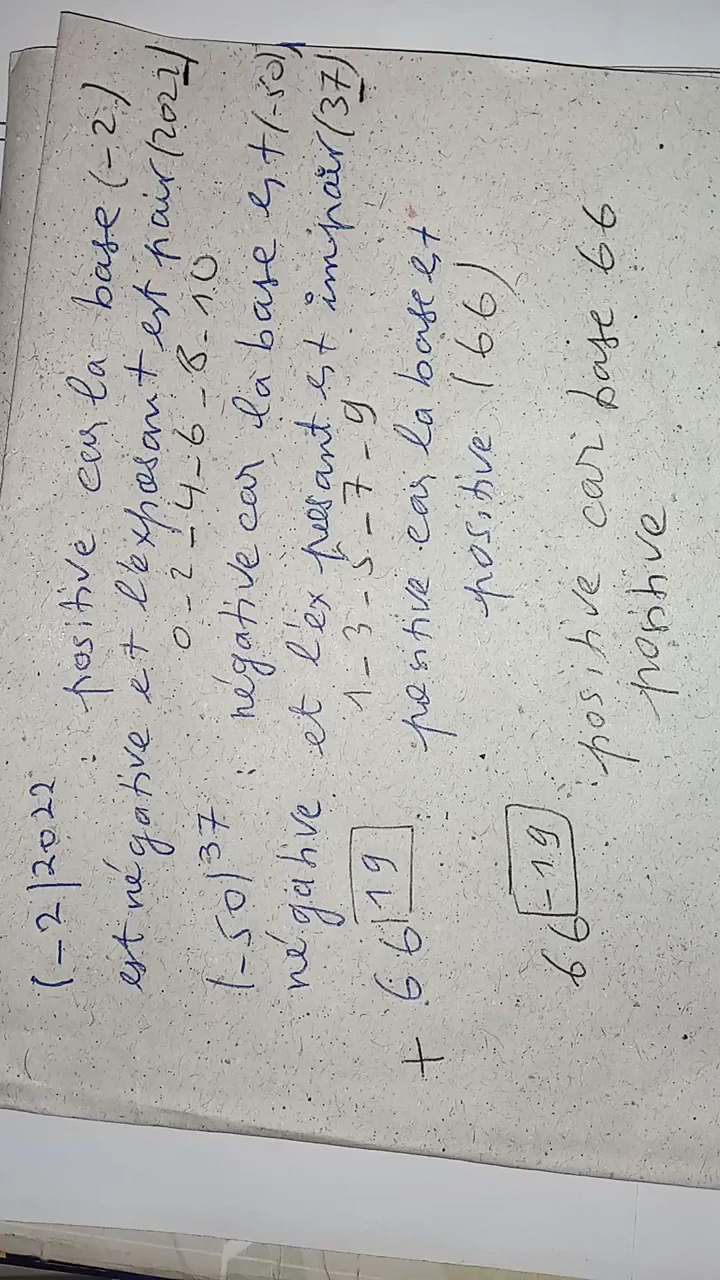 (-2)2022 : positive car la base (-2)
est négative et l'exposant est pair (2022)
0-2-4-6-8-10
(-50)37 : négative car la base est (-50)
négative et l'exposant est impair (37)
1-3-5-7-9
+ 66 19 positive car la base est
positive (66)
66 -19 : positive car base 66
positive